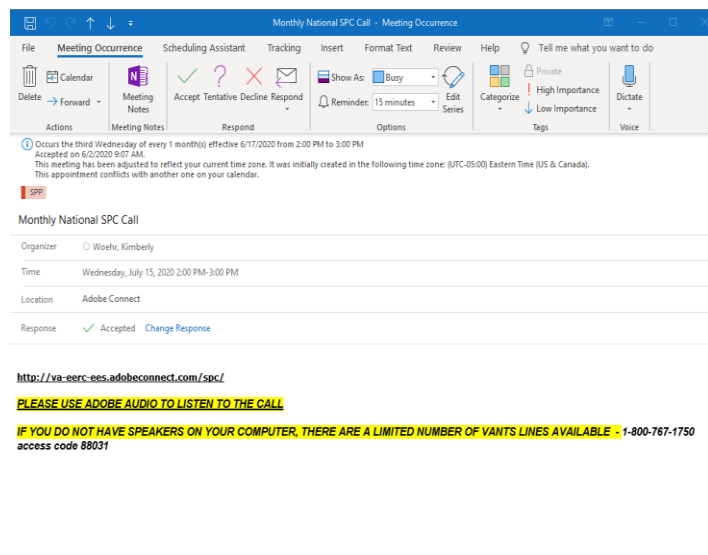 Monthly National SPC Call - Meeting Occurrence
File Meeting Occurrence Scheduling Assistant Tracking Insert Format Text Review Help Tell me what you want to do
Delete
Calendar
Forward
Actions
Meeting Notes
Meeting Notes
Accept Tentative Decline Respond
Respond
Show As: Busy
Reminder: 15 minutes
Edit Series
Options
Categorize
Private
High Importance
Low Importance
Tags
Dictate
Voice
Occurs the third Wednesday of every 1 month(s) effective 6/17/2020 from 2:00 PM to 3:00 PM
Accepted on 6/2/2020 9:07 AM.
This meeting has been adjusted to reflect your current time zone. It was initially created in the following time zone: (UTC-05:00) Eastern Time (US & Canada).
This appointment conflicts with another one on your calendar.
SPP
Monthly National SPC Call
Organizer Woehr, Kimberly
Time Wednesday, July 15, 2020 2:00 PM-3:00 PM
Location Adobe Connect
Response Accepted Change Response
http://va-eerc-ees.adobeconnect.com/spc/
PLEASE USE ADOBE AUDIO TO LISTEN TO THE CALL
IF YOU DO NOT HAVE SPEAKERS ON YOUR COMPUTER, THERE ARE A LIMITED NUMBER OF VANTS LINES AVAILABLE - 1-800-767-1750
access code 88031